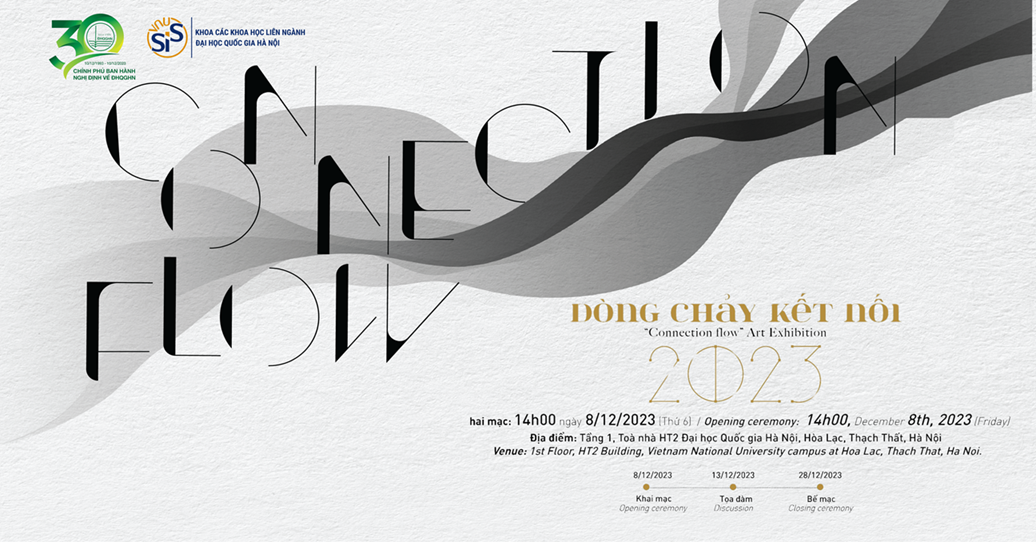 30
ĐHQGHN
10/12/1993 - 10/12/2023
CHÍNH PHỦ BAN HÀNH
NGHỊ ĐỊNH VỀ ĐHQGHN
VNU
SiS
KHOA CÁC KHOA HỌC LIÊN NGÀNH
ĐẠI HỌC QUỐC GIA HÀ NỘI
CONNECTION
FLOW
DÒNG CHẢY KẾT NỐI
"Connection flow" Art Exhibition
2023
hai mạc: 14h00 ngày 8/12/2023 (Thứ 6) / Opening ceremony: 14h00, December 8th, 2023 (Friday)
Địa điểm: Tầng 1, Toà nhà HT2 Đại học Quốc gia Hà Nội, Hòa Lạc, Thạch Thất, Hà Nội
Venue: 1st Floor, HT2 Building, Vietnam National University campus at Hoa Lac, Thach That, Ha Noi.
8/12/2023 13/12/2023 28/12/2023
Khai mạc Tọa đàm Bế mạc
Opening ceremony Discussion Closing ceremony